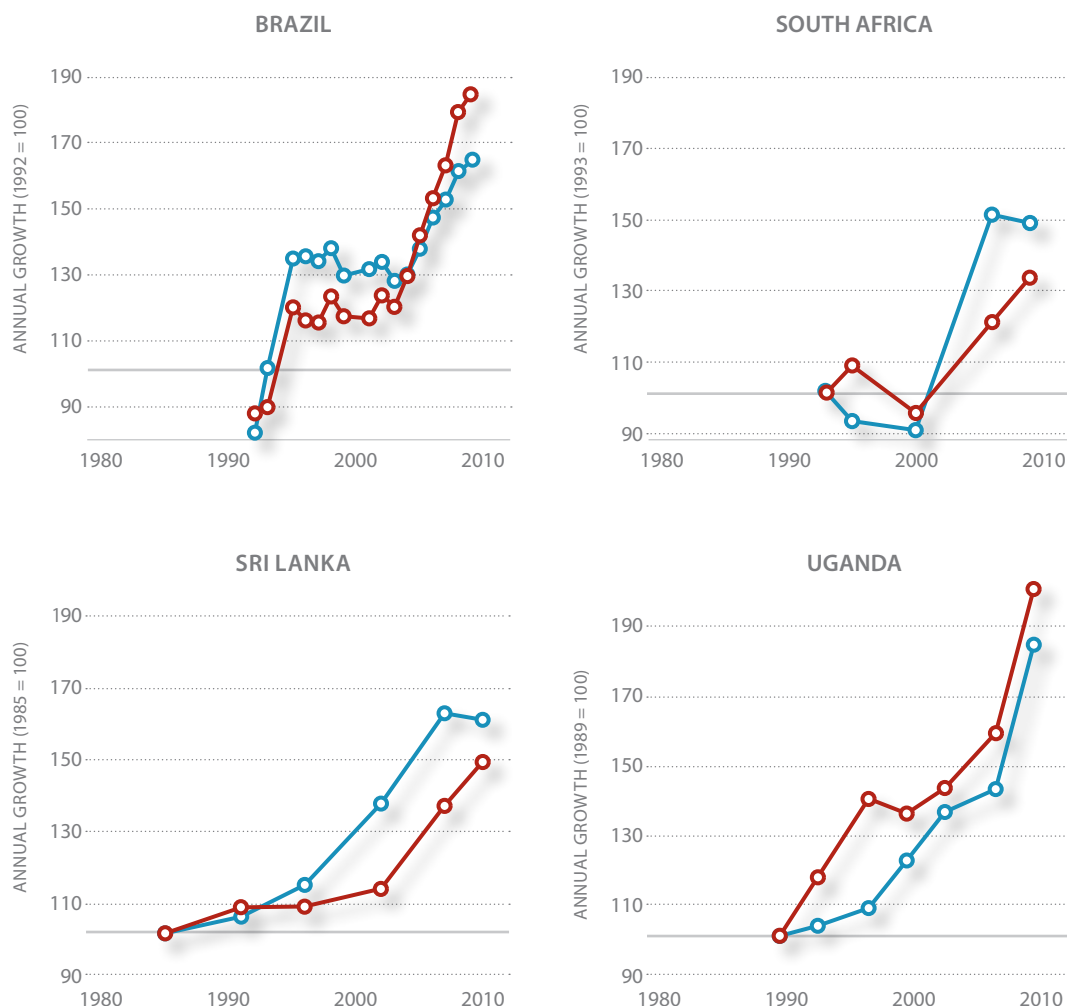 BRAZIL
ANNUAL GROWTH (1992 = 100)
190
170
150
130
110
90
1980 1990 2000 2010
SOUTH AFRICA
ANNUAL GROWTH (1993 = 100)
190
170
150
130
110
90
1980 1990 2000 2010
SRI LANKA
ANNUAL GROWTH (1985 = 100)
190
170
150
130
110
90
1980 1990 2000 2010
UGANDA
ANNUAL GROWTH (1989 = 100)
190
170
150
130
110
90
1980 1990 2000 2010